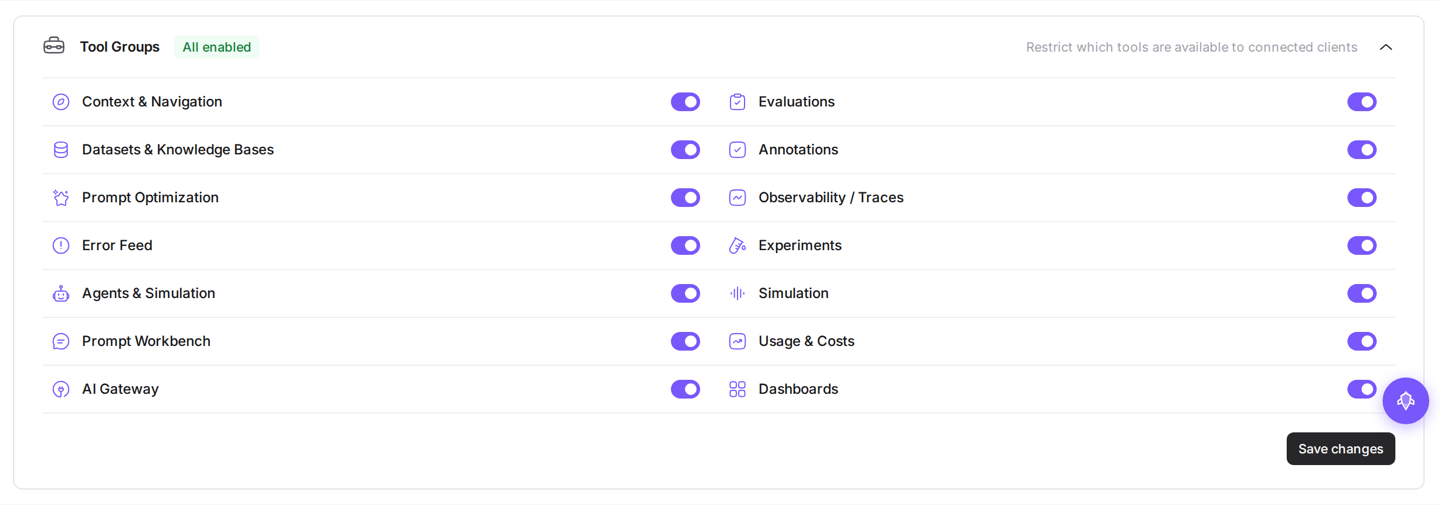 Tool Groups All enabled Restrict which tools are available to connected clients
Context & Navigation Evaluations
Datasets & Knowledge Bases Annotations
Prompt Optimization Observability / Traces
Error Feed Experiments
Agents & Simulation Simulation
Prompt Workbench Usage & Costs
AI Gateway Dashboards
Save changes